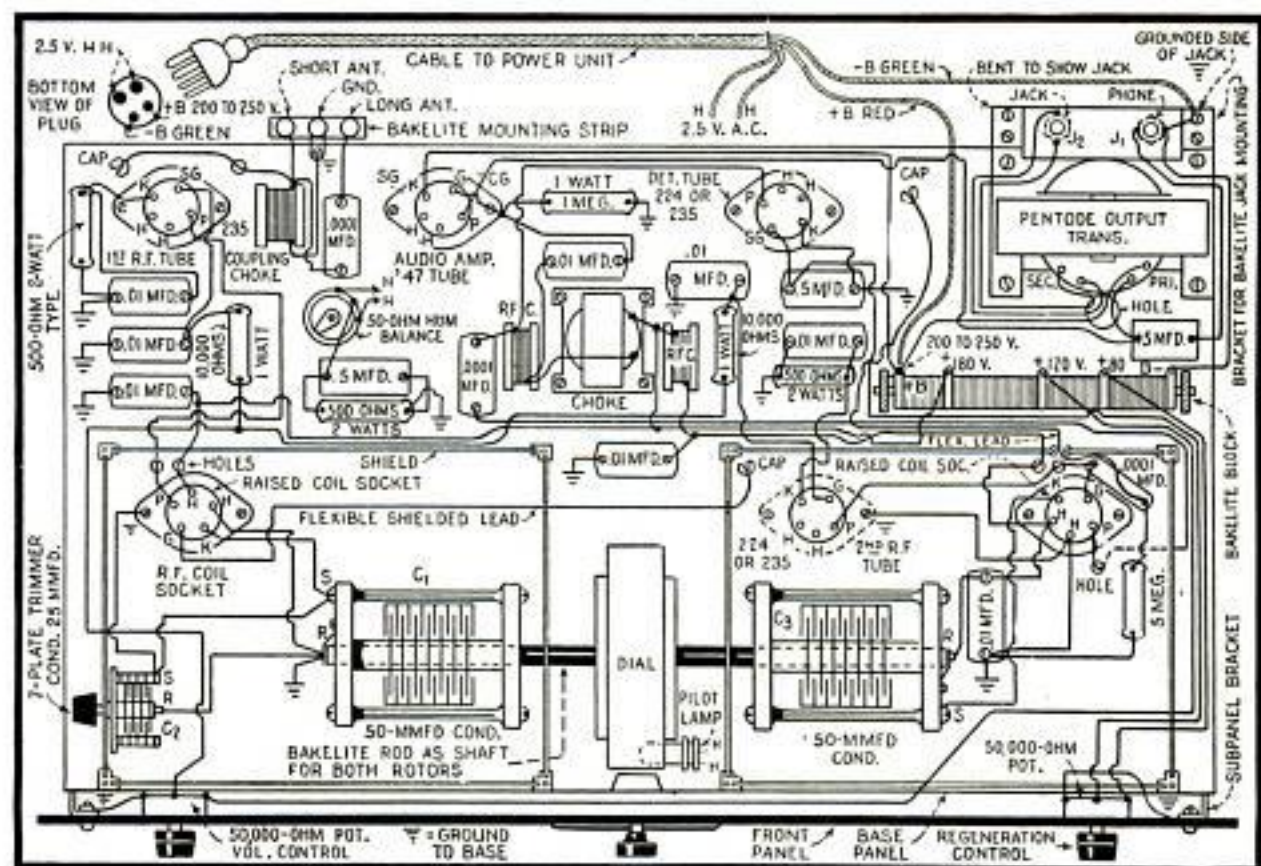 2.5 V. H H
BOTTOM
VIEW OF
PLUG
+B 200 TO 250 V.
-B GREEN
CABLE TO POWER UNIT
SHORT ANT.
GND.
LONG ANT.
BAKELITE MOUNTING STRIP
H H
2.5 V. A.C.
-B GREEN
+B RED
BENT TO SHOW JACK
GROUNDED SIDE
OF JACK
JACK
PHONE
J2
J1
BRACKET FOR BAKELITE JACK MOUNTING
CAP
SG
K
P
H
H
235
1ST R.F. TUBE
COUPLING
CHOKE
.0001
MFD.
SG
K
G
CG
P
H
H
AUDIO AMP.
'47 TUBE
1 WATT
1 MEG.
DET. TUBE
224 OR
235
H
H
P
K
SG
CAP
PENTODE OUTPUT
TRANS.
SEC.
PRI.
HOLE
.5 MFD.
500-OHM 2-WATT
TYPE
.01 MFD.
.01 MFD.
.01 MFD.
10,000
OHMS
1 WATT
H
H
50-OHM HUM
BALANCE
.5 MFD.
500 OHMS
2 WATTS
.0001
MFD.
R.F.C.
.01 MFD.
CHOKE
.01
MFD.
R.F.C.
1 WATT
10,000
OHMS
.5 MFD.
.01 MFD.
500 OHMS
2 WATTS
200 TO 250 V.
+B
+
180 V.
+
120 V.
+
80
B-
BAKELITE BLOCK
HOLES
SHIELD
RAISED COIL SOCKET
P
H
H
G
K
R.F. COIL
SOCKET
FLEXIBLE SHIELDED LEAD
.01 MFD.
CAP
FLEX. LEAD
RAISED COIL SOC.
.0001
MFD.
K
G
P
H
H
224
OR 235
2ND R.F.
TUBE
K
G
H
H
P
HOLE
.01 MFD.
5 MEG.
7-PLATE TRIMMER
COND. 25 MMFD.
S
R
C2
S
R
C1
50-MMFD COND.
BAKELITE ROD AS SHAFT
FOR BOTH ROTORS
DIAL
PILOT
LAMP
H
H
C3
R
S
50-MMFD
COND.
50,000-OHM
POT.
SUBPANEL BRACKET
50,000-OHM POT.
VOL. CONTROL
= GROUND
TO BASE
FRONT
PANEL
BASE
PANEL
REGENERATION
CONTROL